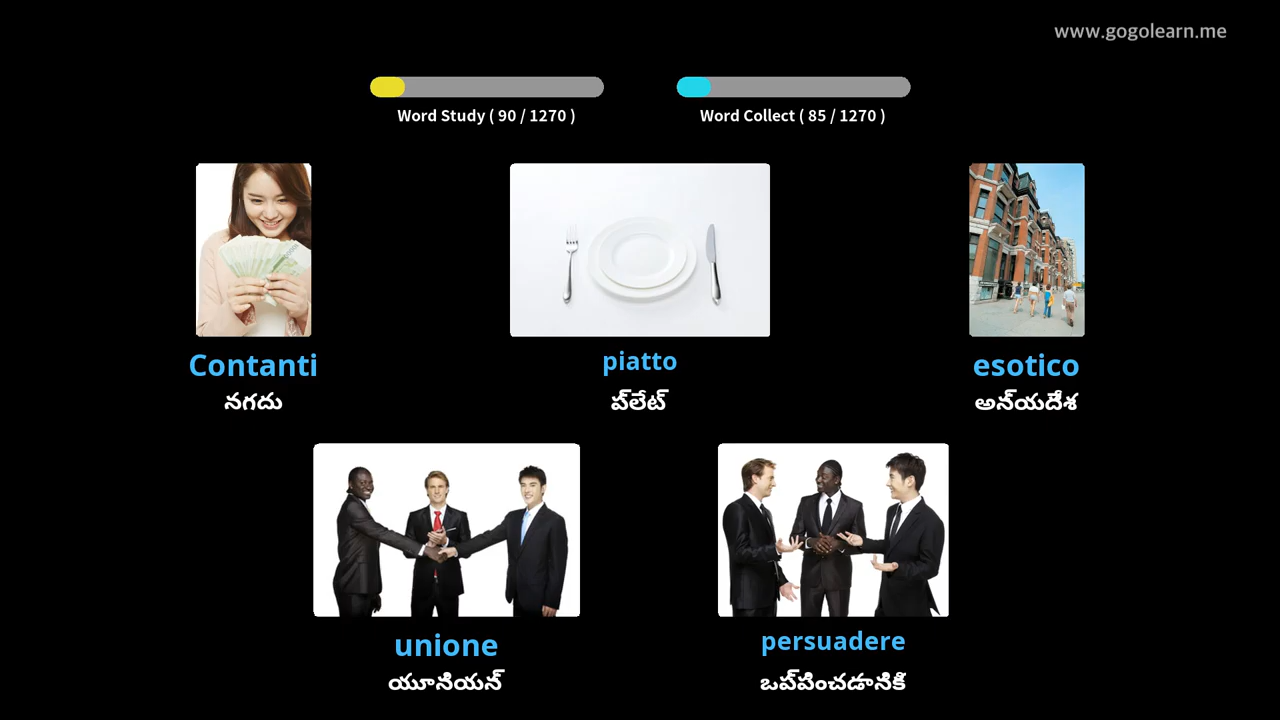 www.gogolearn.me
Word Study ( 90 / 1270 )
Word Collect ( 85 / 1270 )
Contanti
నగదు
piatto
ప్‌లేట్
esotico
అన్‌యదేశ
unione
యూనియన్
persuadere
ఒప్‌పించడానికి